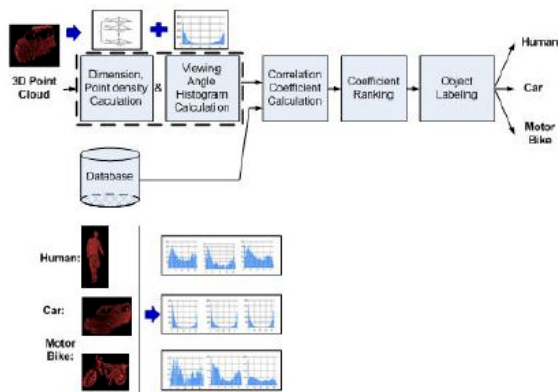 3D Point
Cloud
Dimension,
Point density
Caculation
&
Viewing
Angle
Histogram
Calculation
Correlation
Coefficient
Calculation
Coefficient
Ranking
Object
Labeling
Human
Car
Motor
Bike
Database
Human:
Car:
Motor
Bike: